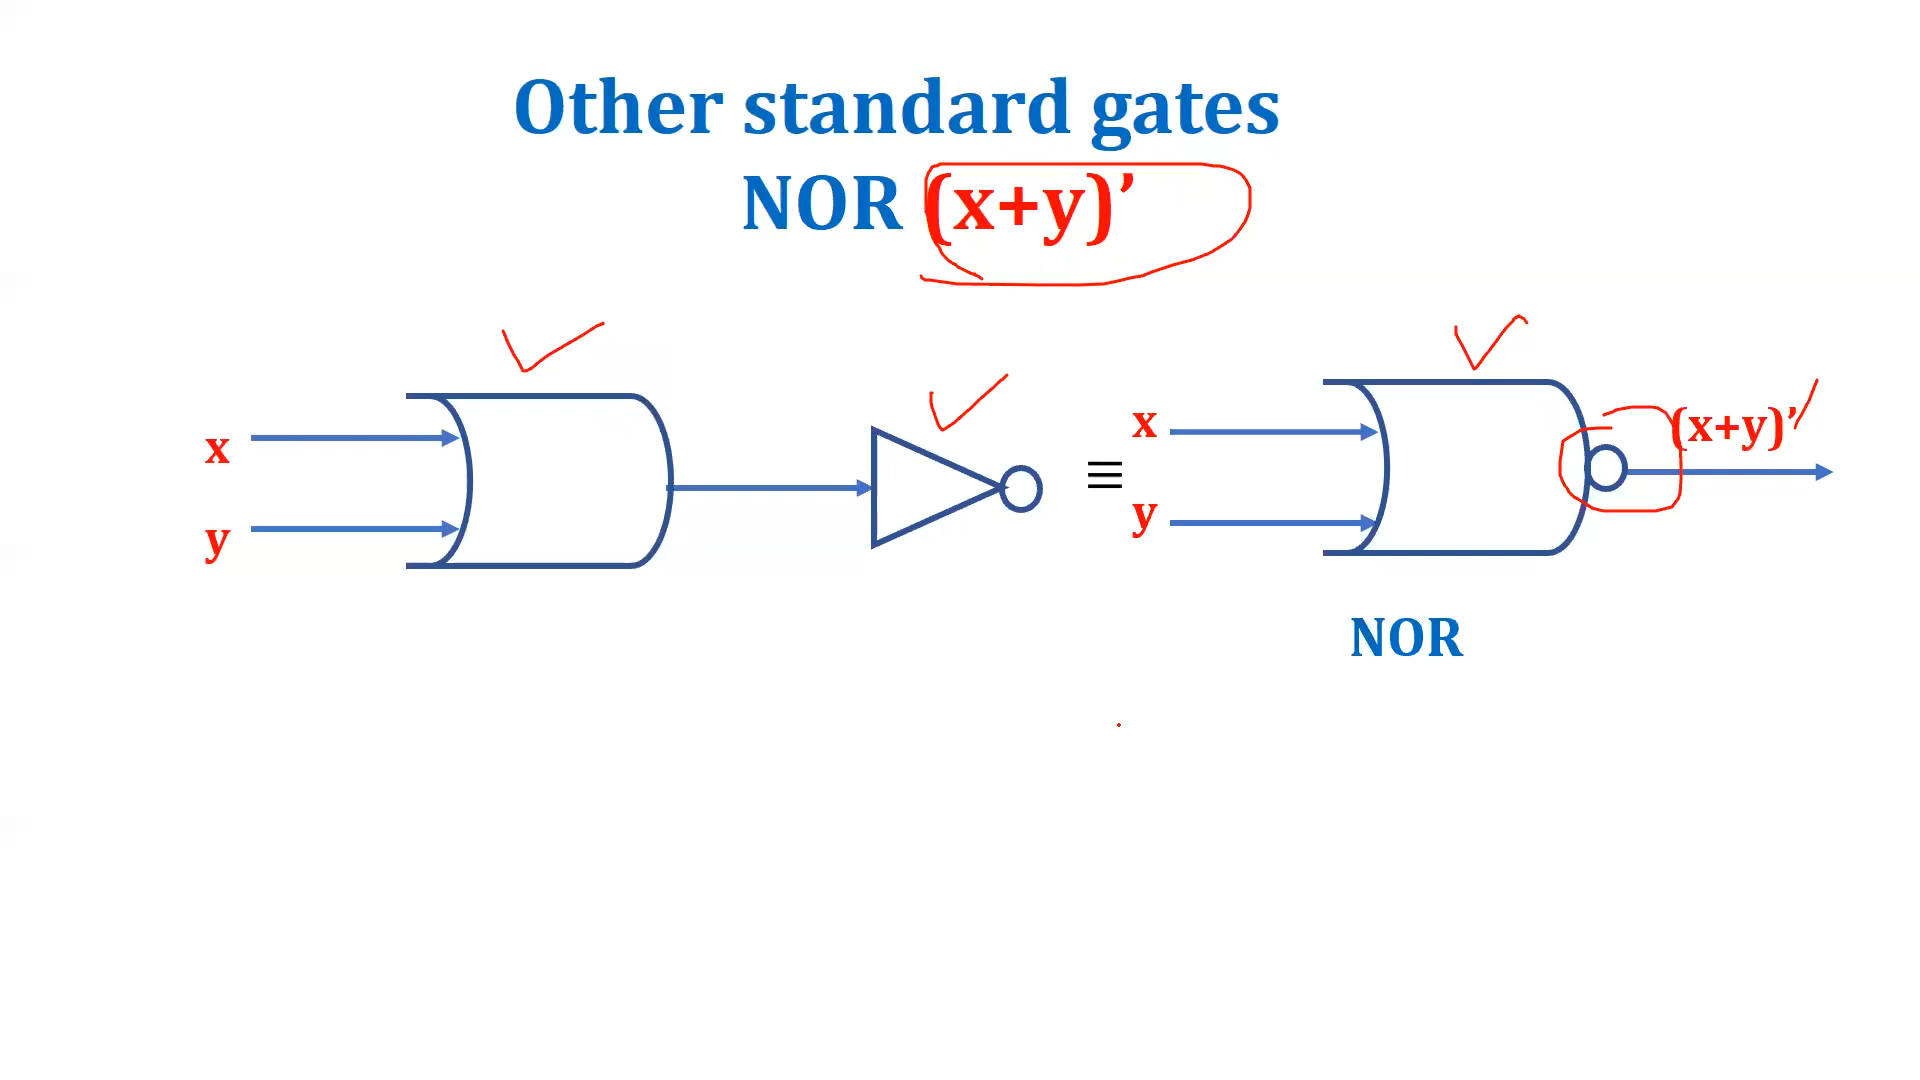 Other standard gates
NOR (x+y)’
x
y
≡
x
y
(x+y)’
NOR